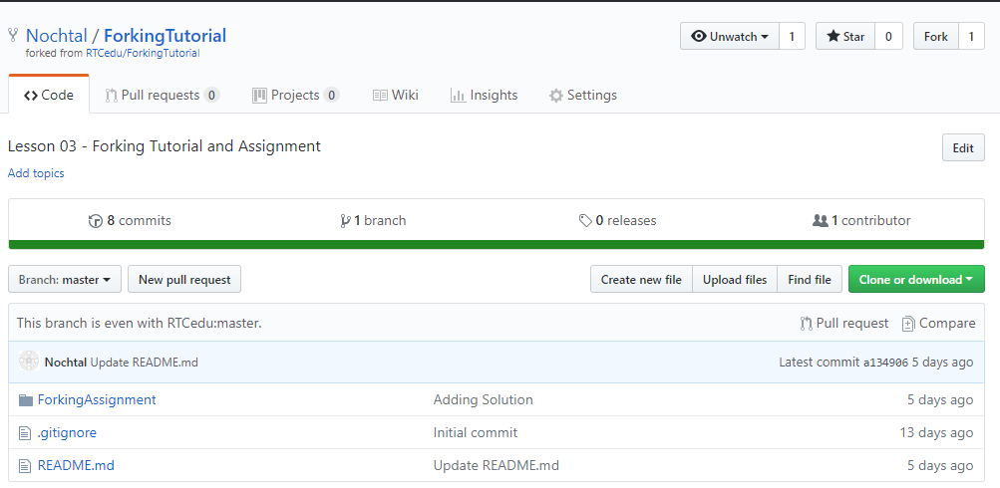 Nochtal / ForkingTutorial Unwatch 1 Star 0 Fork 1
forked from RTCedu/ForkingTutorial
Code Pull requests 0 Projects 0 Wiki Insights Settings
Lesson 03 - Forking Tutorial and Assignment Edit
Add topics
8 commits 1 branch 0 releases 1 contributor
Branch: master New pull request Create new file Upload files Find file Clone or download
This branch is even with RTCedu:master. Pull request Compare
Nochtal Update README.md Latest commit a134906 5 days ago
ForkingAssignment Adding Solution 5 days ago
.gitignore Initial commit 13 days ago
README.md Update README.md 5 days ago